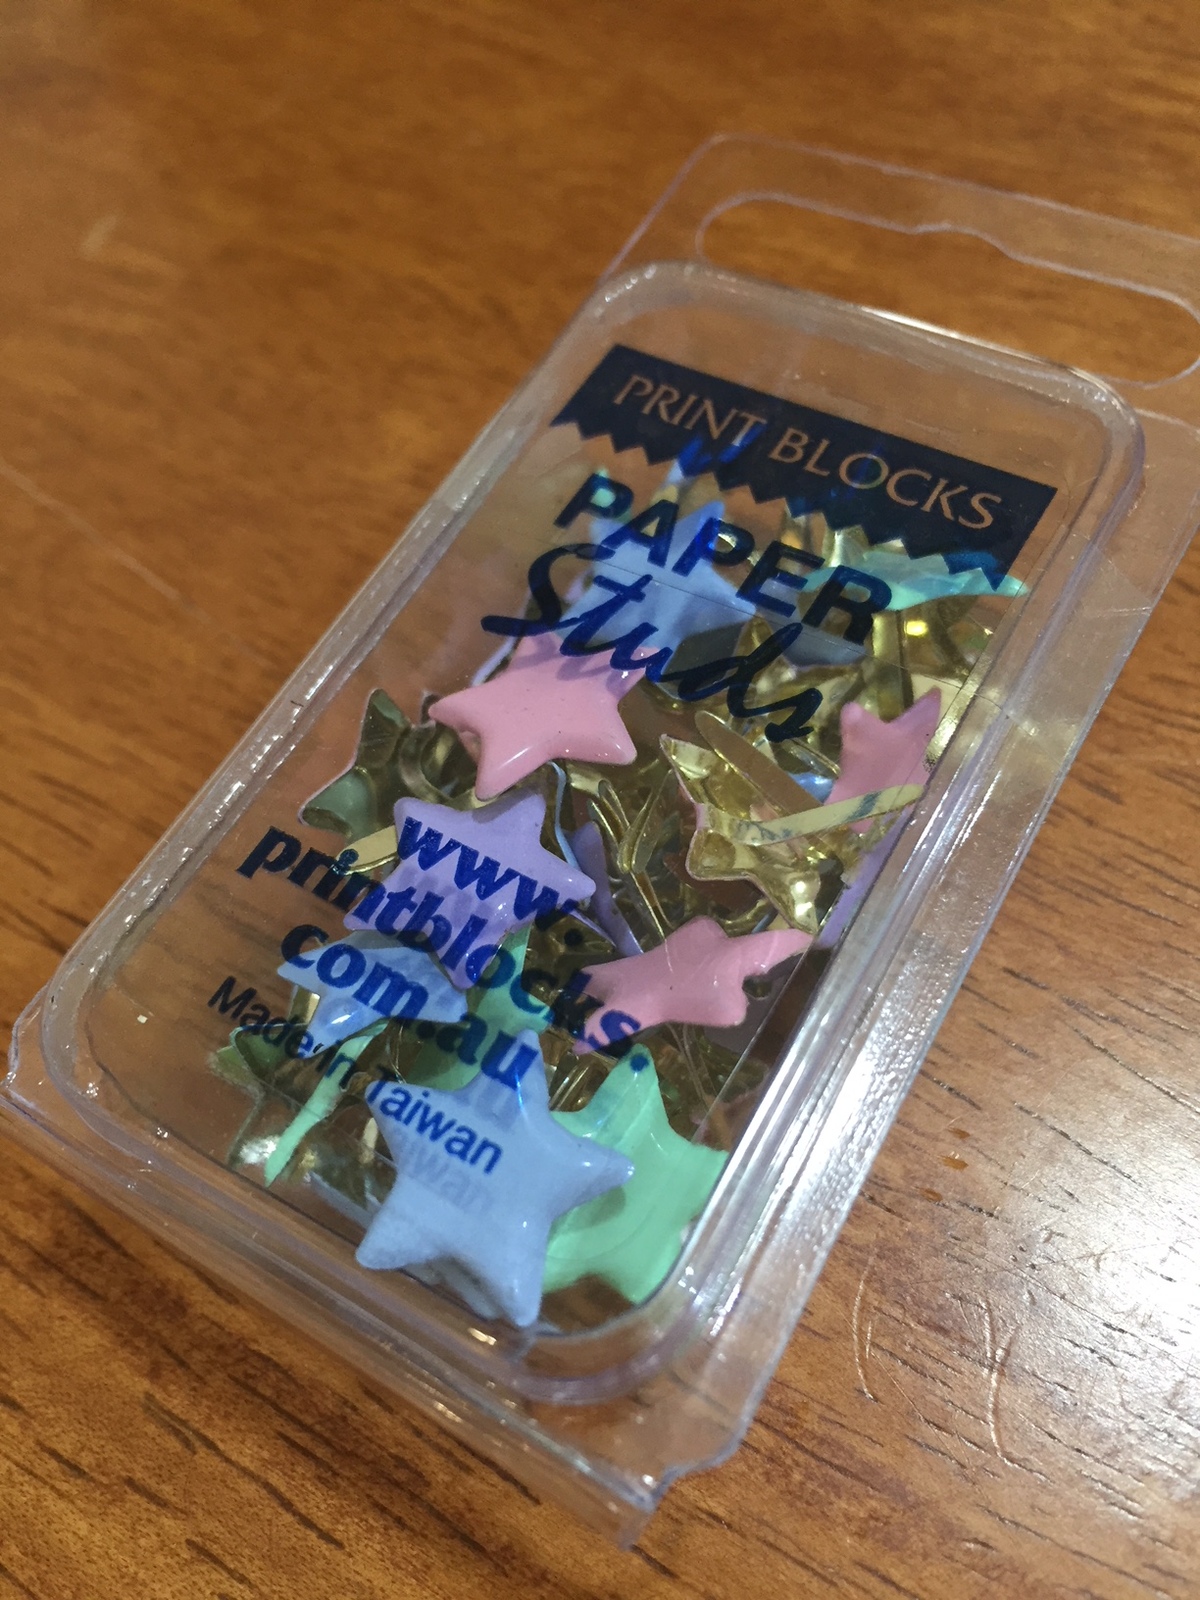 PRINT BLOCKS
PAPER
Studs
www.
printblocks.
com.au
Made in Taiwan